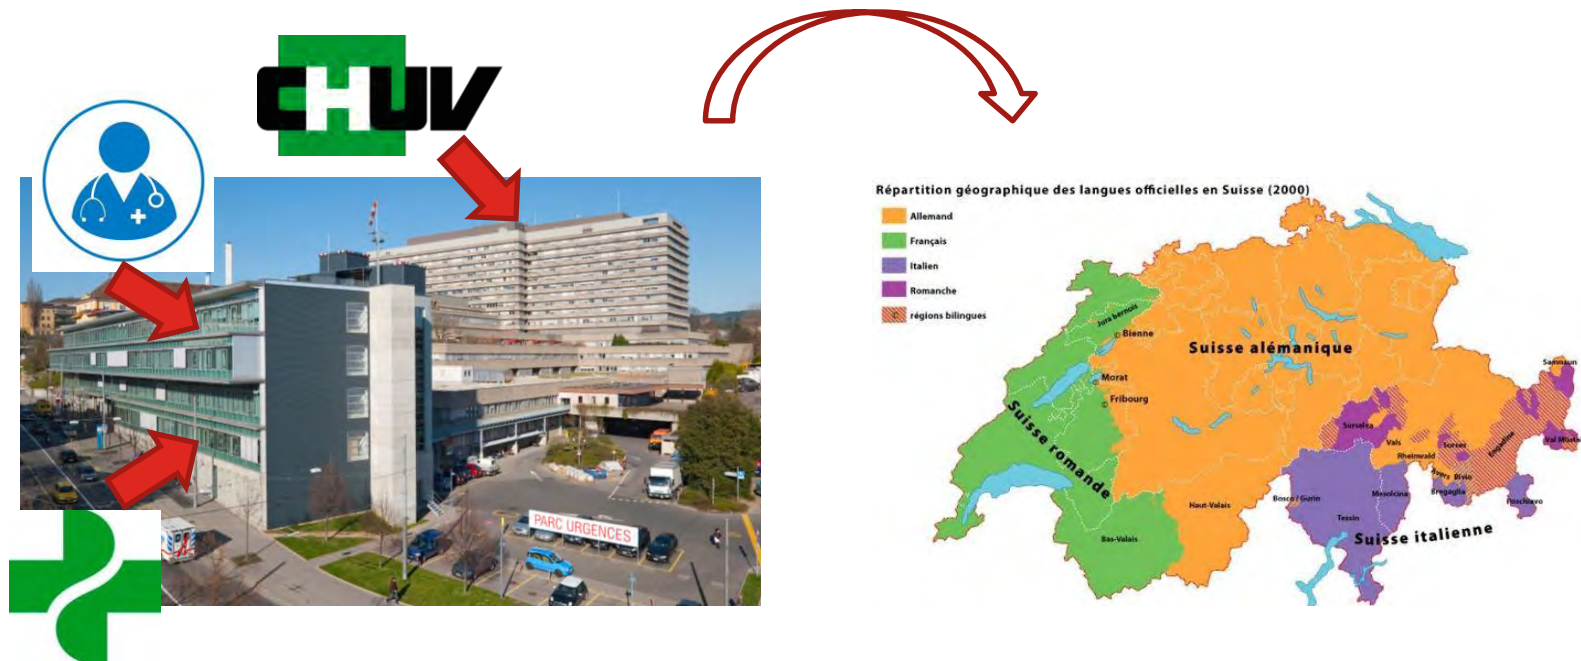 CHUV
PARC URGENCES
Répartition géographique des langues officielles en Suisse (2000)
Allemand
Français
Italien
Romanche
© régions bilingues
Jura bernois
© Bienne
Suisse alémanique
© Morat
© Fribourg
Suisse romande
Samnaun
Surselva
Vals
Surses
Engadine
Val Müstair
Rheinwald
Avers
Bivio
Bregaglia
Poschiavo
Bosco / Gurin
Mesolcina
Haut-Valais
Tessin
Bas-Valais
Suisse italienne